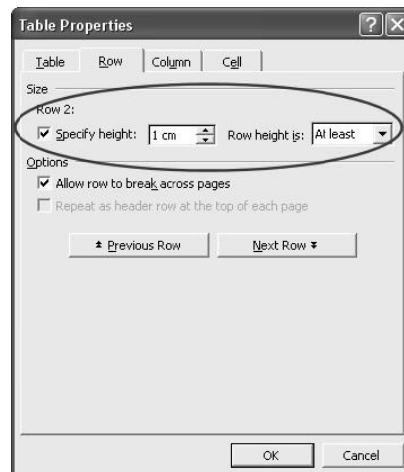 Table Properties
Table Row Column Cell
Size
Row 2:
Specify height: 1 cm Row height is: At least
Options
Allow row to break across pages
Repeat as header row at the top of each page
Previous Row Next Row
OK Cancel